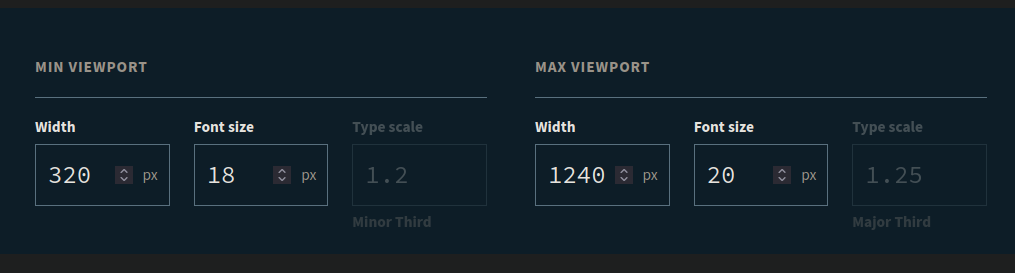 MIN VIEWPORT
MAX VIEWPORT
Width Font size Type scale
Width Font size Type scale
320 px 18 px 1.2
1240 px 20 px 1.25
Minor Third
Major Third